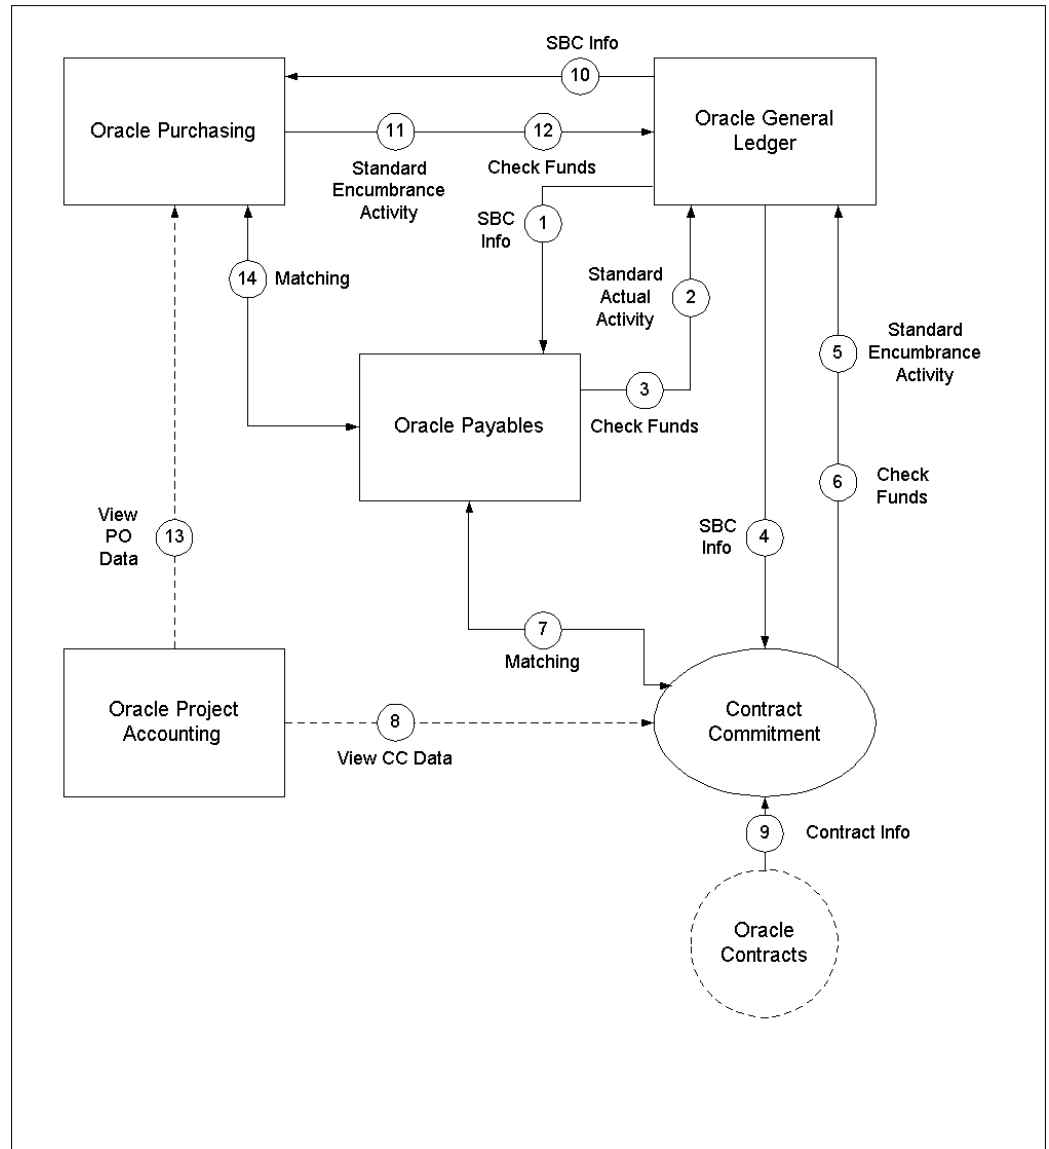 SBC Info
10
Oracle Purchasing
Oracle General
Ledger
11
12
Standard
Encumbrance
Activity
Check Funds
SBC
Info
1
14
Matching
Standard
Actual
Activity
2
5
Standard
Encumbrance
Activity
3
Oracle Payables
Check Funds
6
Check
Funds
View
PO
Data
13
SBC
Info
4
7
Matching
Oracle Project
Accounting
8
View CC Data
Contract
Commitment
9
Contract Info
Oracle
Contracts